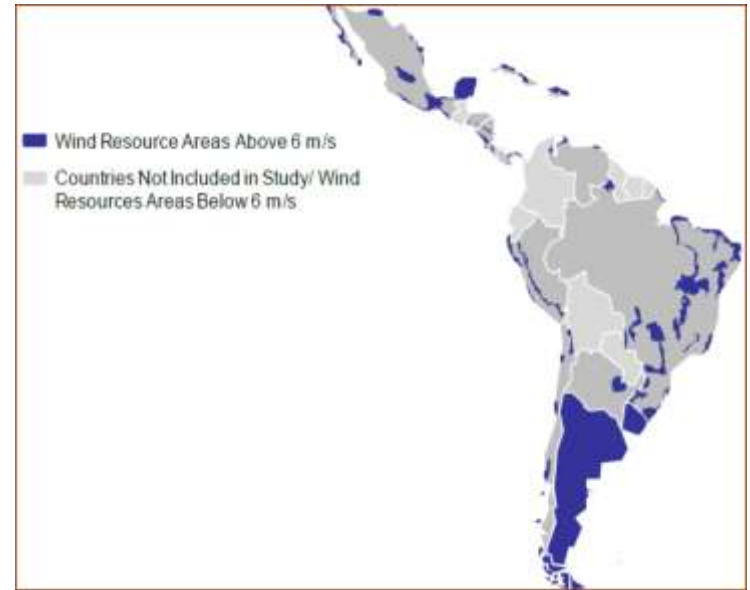 Wind Resource Areas Above 6 m/s
Countries Not Included in Study/ Wind
Resources Areas Below 6 m/s